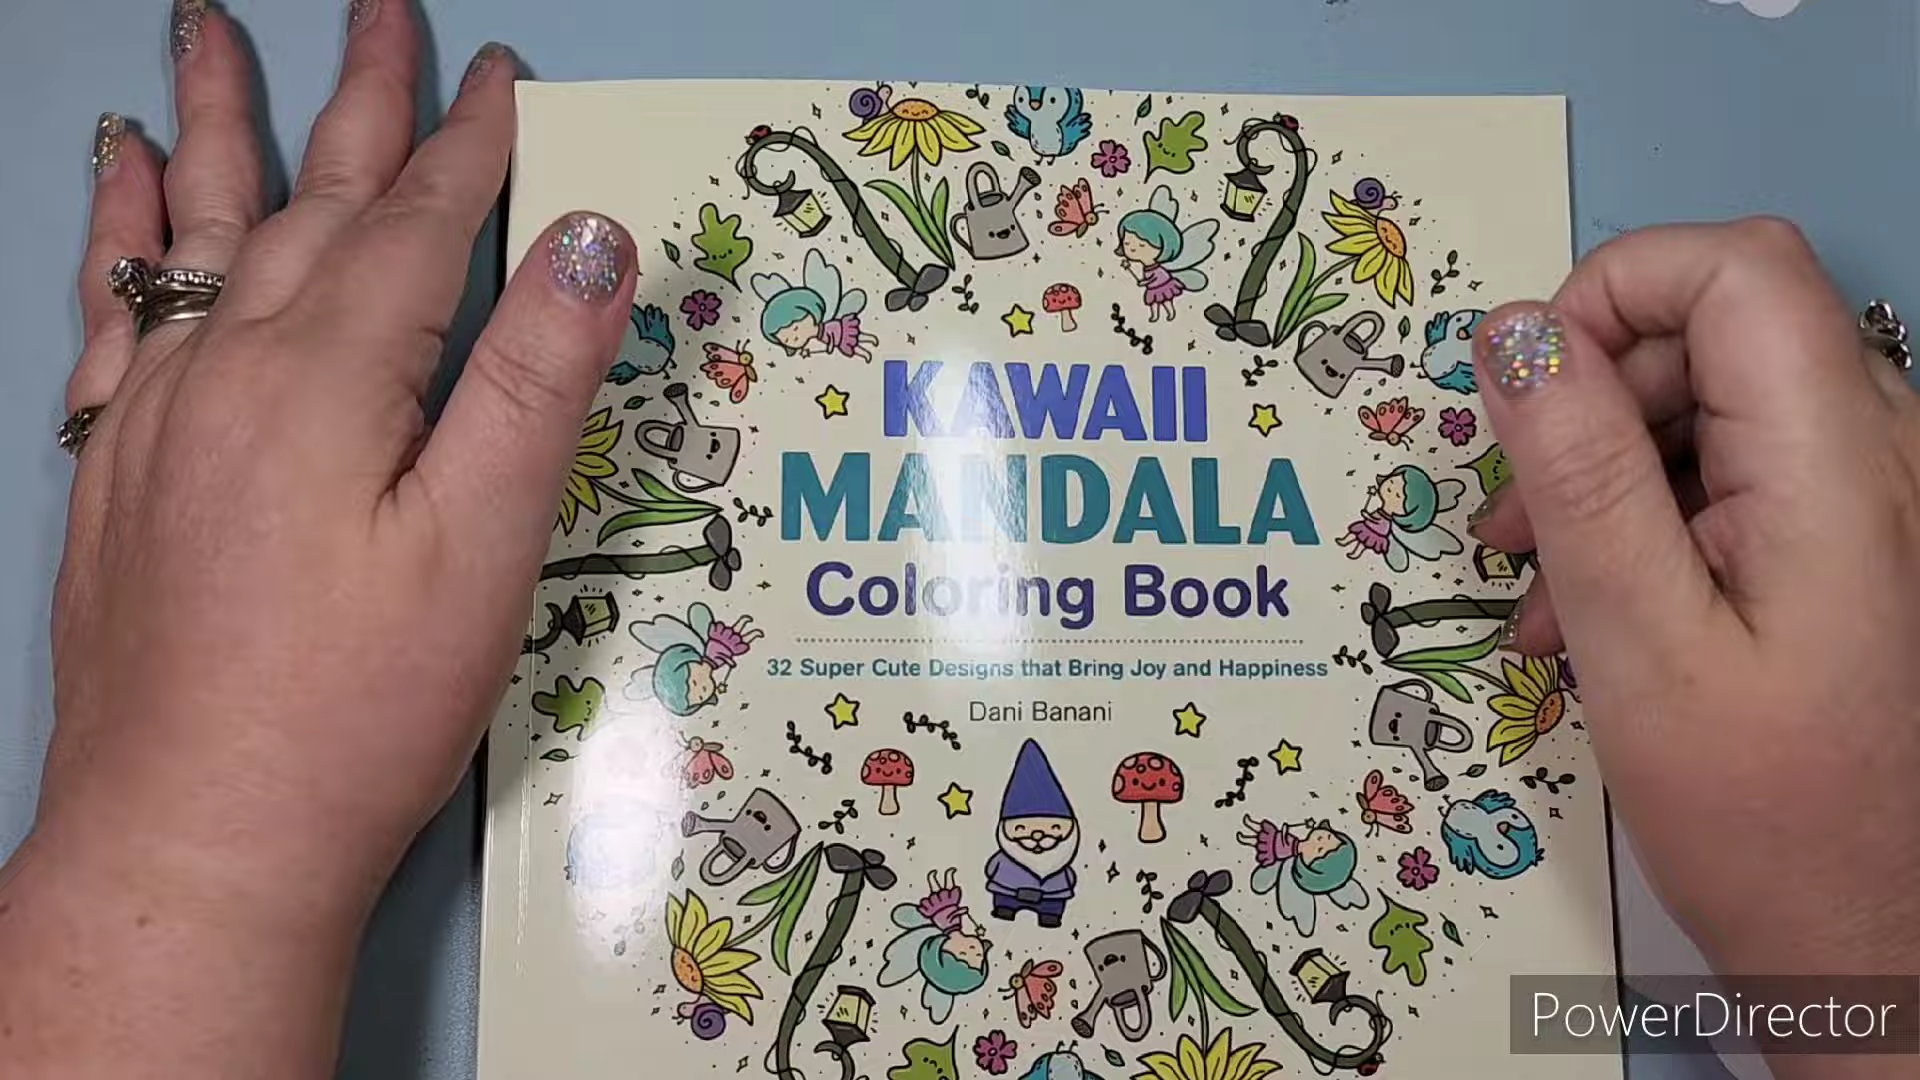 KAWAII
MANDALA
Coloring Book
32 Super Cute Designs that Bring Joy and Happiness
Dani Banani
PowerDirector